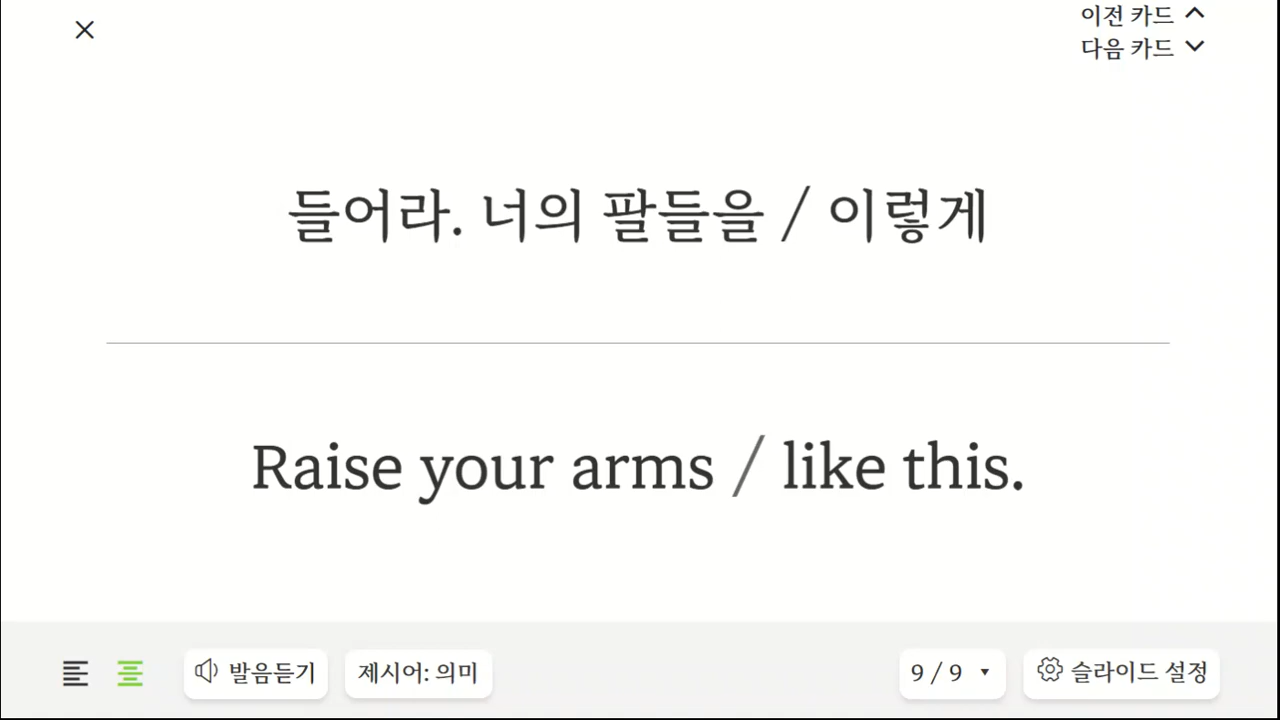 이전 카드
다음 카드
들어라. 너의 팔들을 / 이렇게
Raise your arms / like this.
발음듣기
제시어: 의미
9 / 9
슬라이드 설정